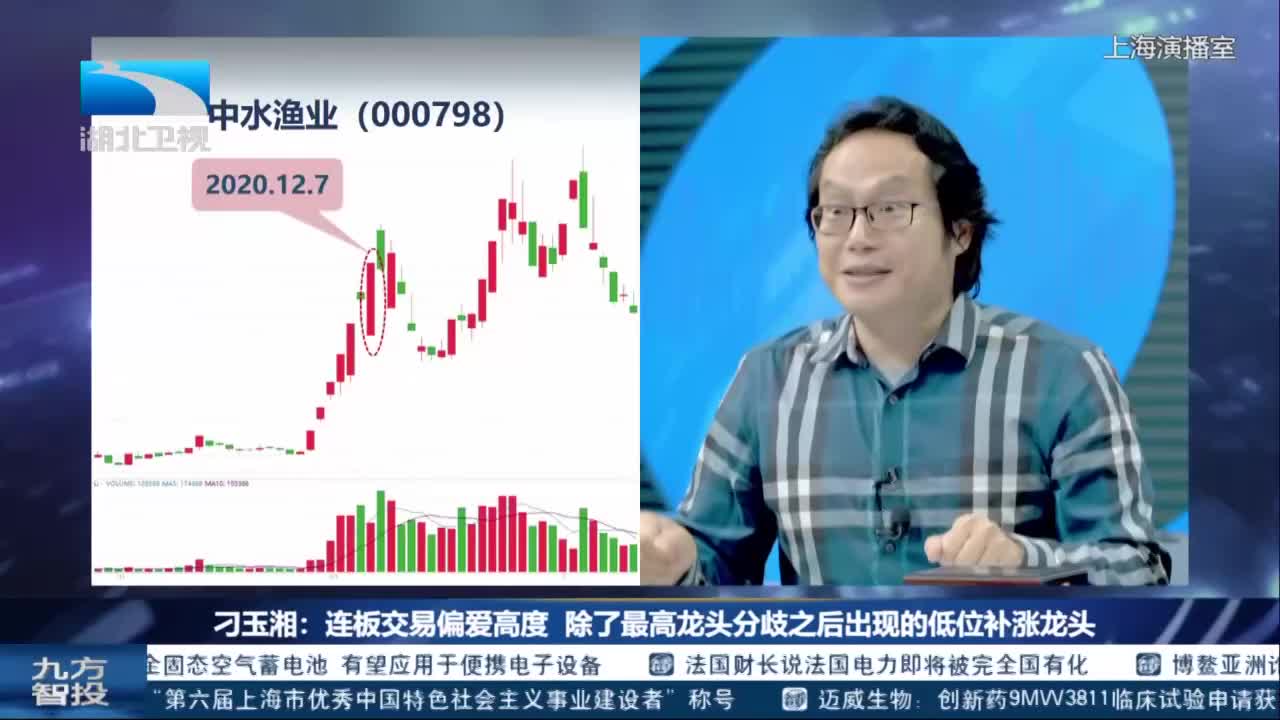 上海演播室
湖北卫视
中水渔业（000798）
2020.12.7
刁玉湘：连板交易偏爱高度 除了最高龙头分歧之后出现的低位补涨龙头
九方智投
全固态空气蓄电池 有望应用于便携电子设备 法国财长说法国电力即将被完全国有化 博鳌亚洲论
“第六届上海市优秀中国特色社会主义事业建设者”称号 迈威生物：创新药9MW3811临床试验申请获